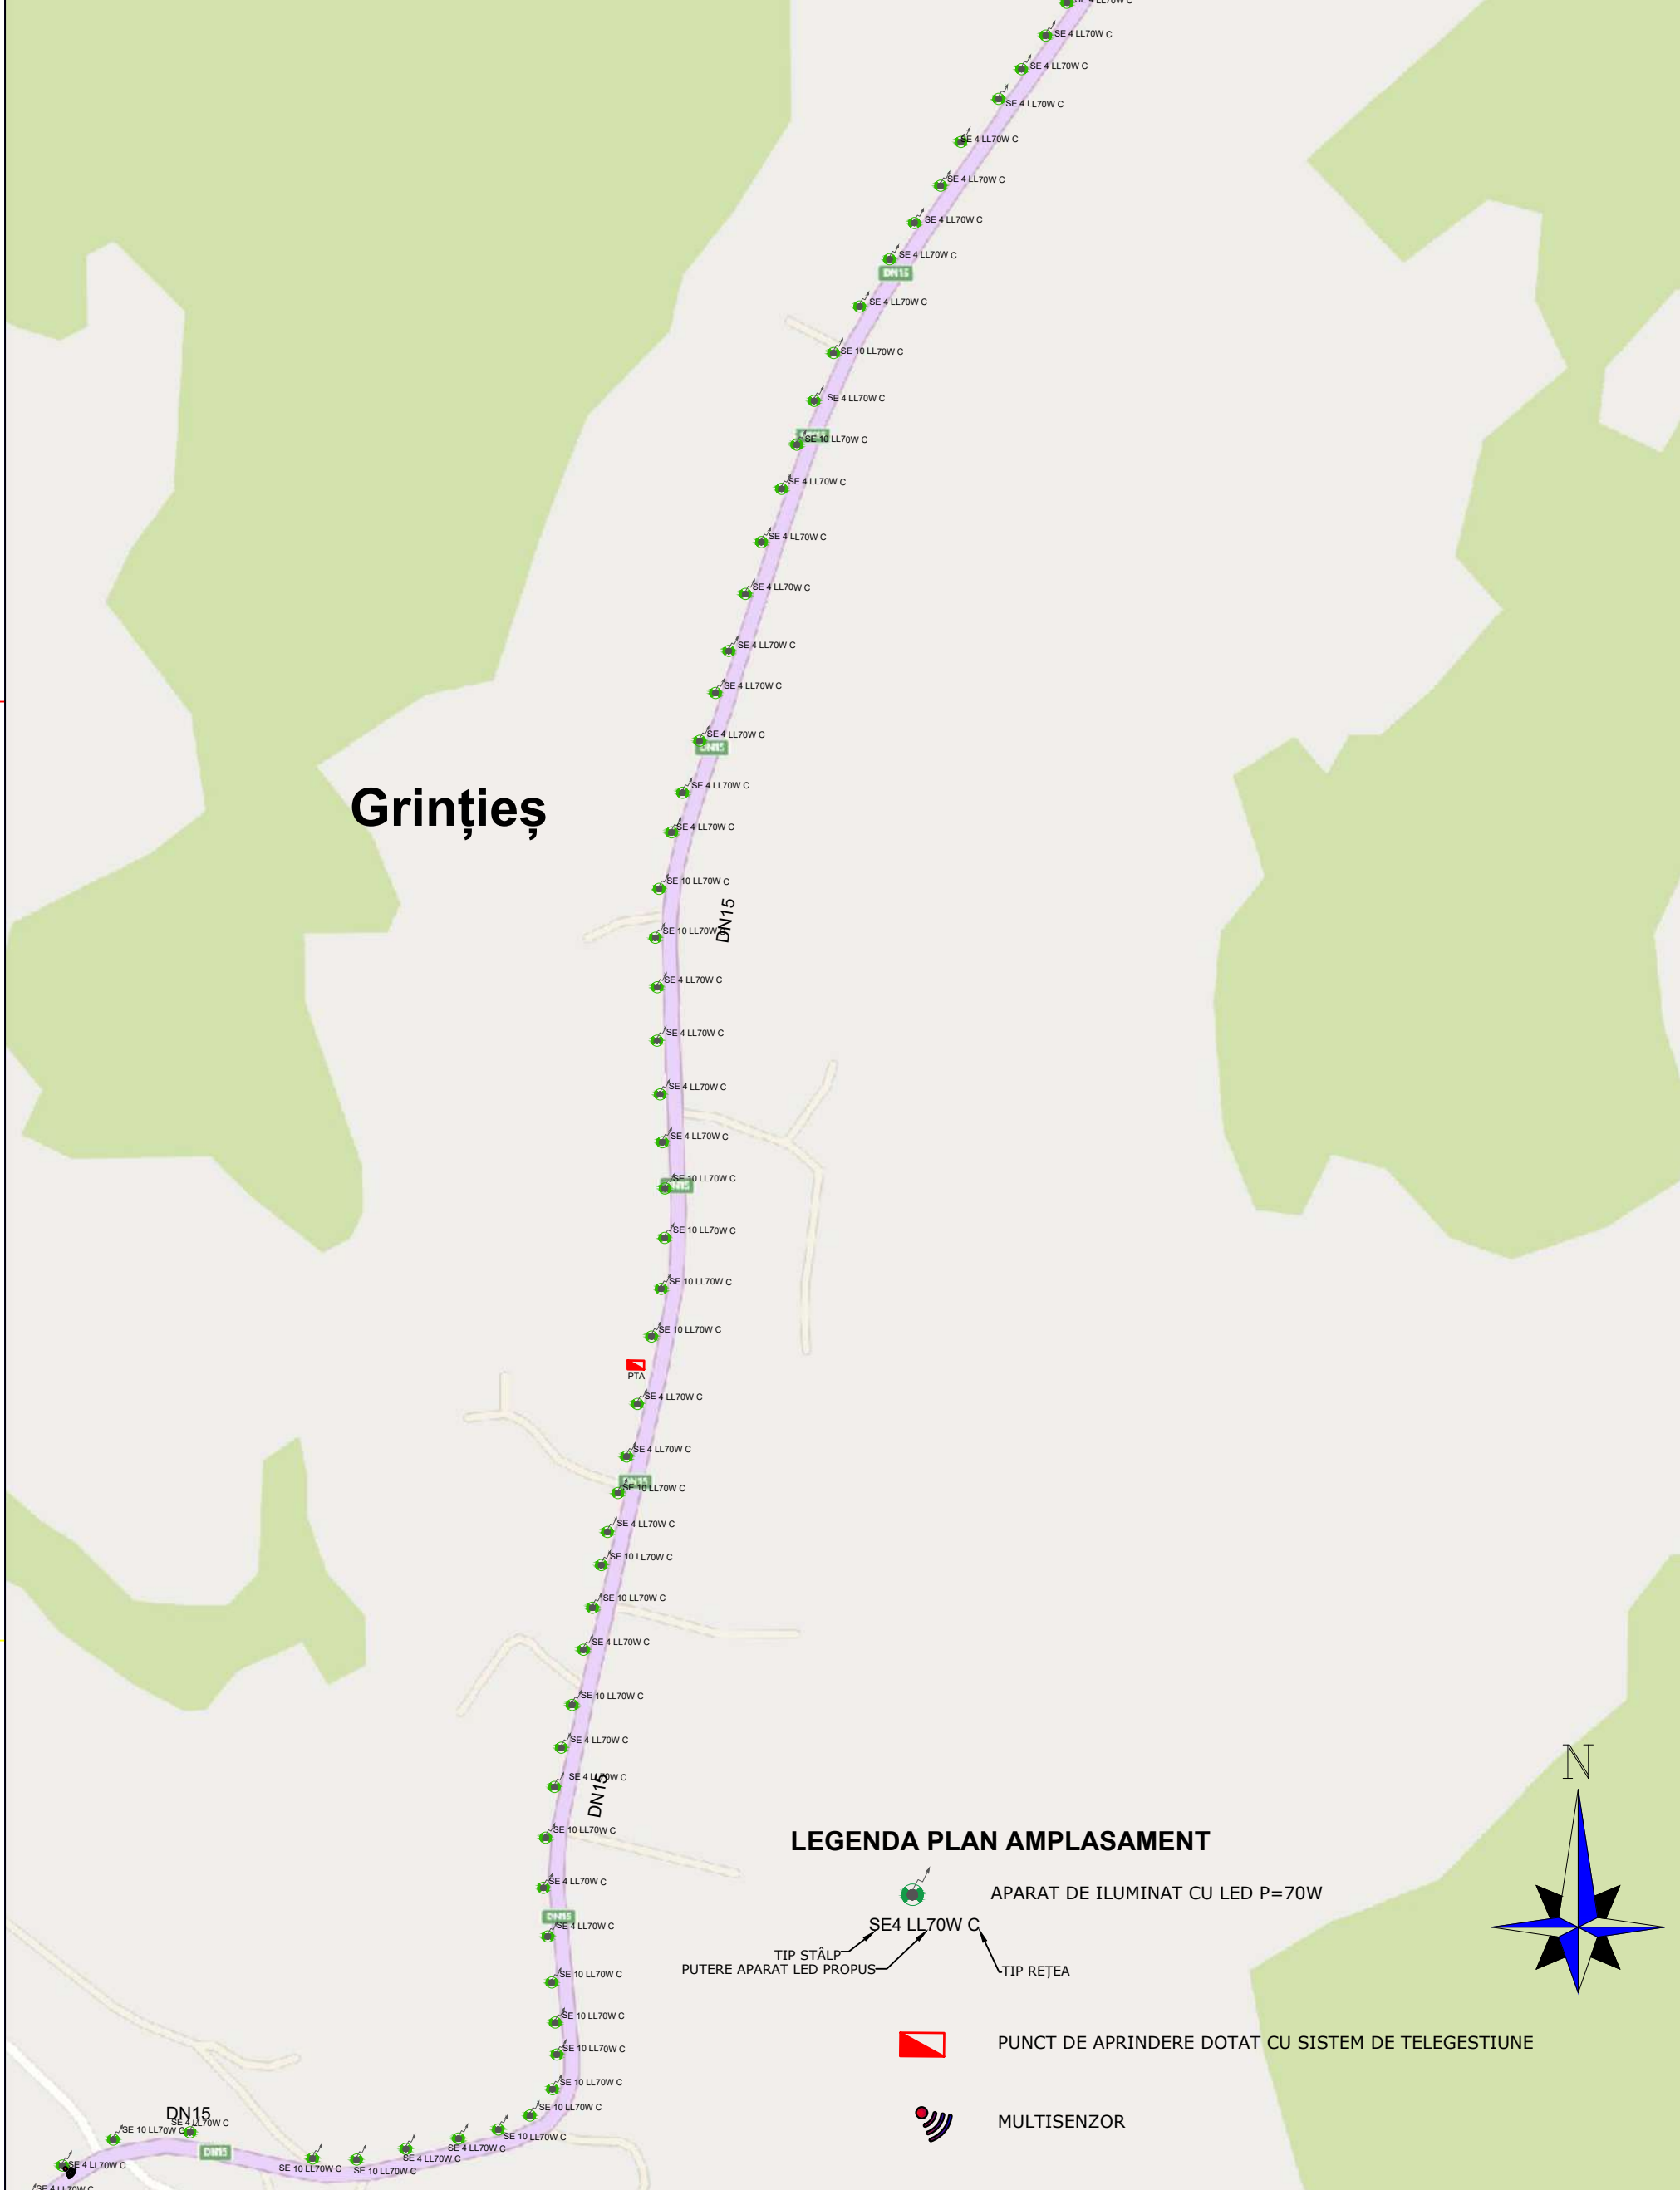 SE 4 LL70W C
SE 4 LL70W C
SE 4 LL70W C
SE 4 LL70W C
SE 4 LL70W C
SE 4 LL70W C
SE 4 LL70W C
SE 4 LL70W C
DN15
SE 4 LL70W C
SE 10 LL70W C
SE 4 LL70W C
SE 10 LL70W C
SE 4 LL70W C
SE 4 LL70W C
SE 4 LL70W C
SE 4 LL70W C
SE 4 LL70W C
SE 4 LL70W C
DN15
SE 4 LL70W C
Grințieș
SE 4 LL70W C
SE 10 LL70W C
DN15
SE 10 LL70W C
SE 4 LL70W C
SE 4 LL70W C
SE 4 LL70W C
SE 4 LL70W C
SE 10 LL70W C
SE 10 LL70W C
SE 10 LL70W C
SE 10 LL70W C
PTA
SE 4 LL70W C
SE 4 LL70W C
DN15
SE 10 LL70W C
SE 4 LL70W C
SE 10 LL70W C
SE 10 LL70W C
SE 4 LL70W C
SE 10 LL70W C
SE 4 LL70W C
SE 4 LL70W C
DN15
SE 10 LL70W C
SE 4 LL70W C
DN15
SE 4 LL70W C
SE 10 LL70W C
SE 10 LL70W C
SE 10 LL70W C
SE 10 LL70W C
SE 10 LL70W C
SE 10 LL70W C
SE 4 LL70W C
SE 4 LL70W C
SE 10 LL70W C
SE 10 LL70W C
DN15
SE 4 LL70W C
SE 10 LL70W C
DN15
SE 4 LL70W C
SE 4 LL70W C
N
LEGENDA PLAN AMPLASAMENT
APARAT DE ILUMINAT CU LED P=70W
SE4 LL70W C
TIP STÂLP
PUTERE APARAT LED PROPUS
TIP REȚEA
PUNCT DE APRINDERE DOTAT CU SISTEM DE TELEGESTIUNE
MULTISENZOR